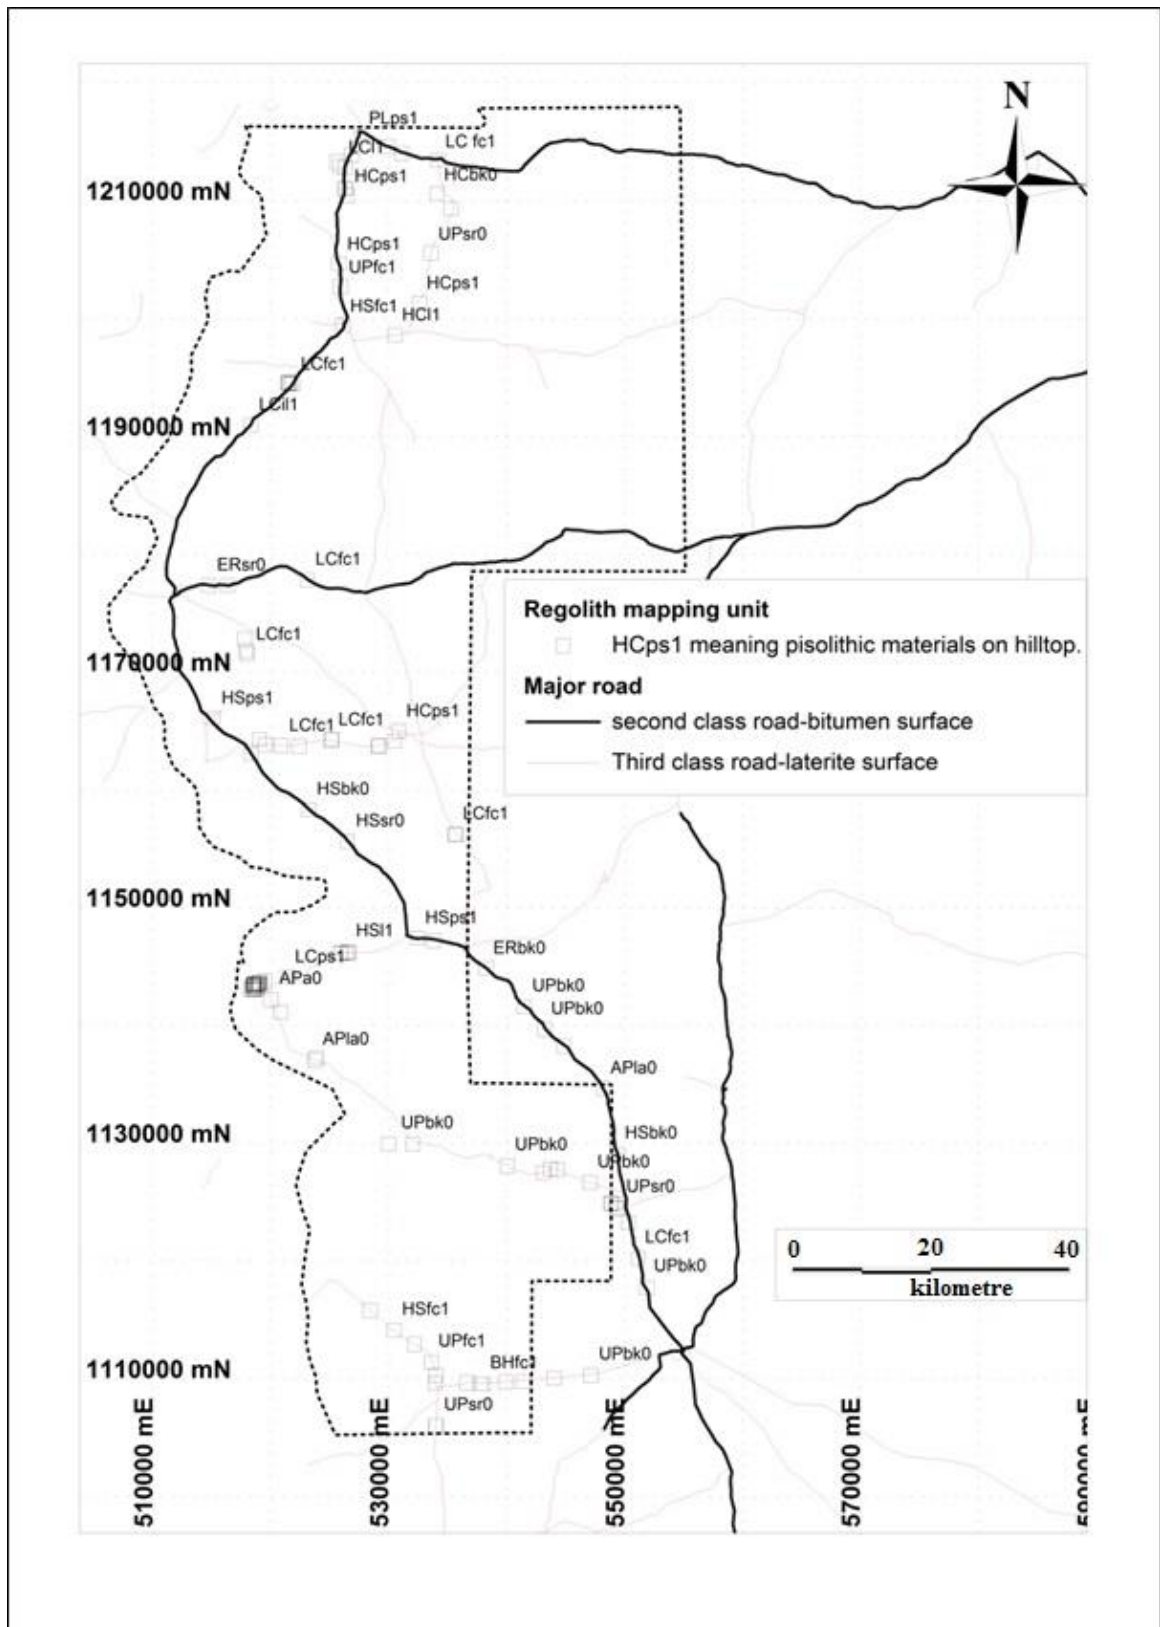 N
PLps1
LCl1
LC fc1
HCps1
HCbk0
1210000 mN
UPsr0
HCps1
UPfc1
HCps1
HSfc1
HCl1
LCfc1
LCil1
1190000 mN
ERsr0
LCfc1
Regolith mapping unit
HCps1 meaning pisolithic materials on hilltop.
Major road
second class road-bitumen surface
Third class road-laterite surface
LCfc1
1170000 mN
HSps1
LCfc1
LCfc1
HCps1
HSbk0
HSsr0
LCfc1
1150000 mN
HSl1
HSps1
LCps1
ERbk0
APa0
UPbk0
UPbk0
APla0
APla0
UPbk0
1130000 mN
UPbk0
HSbk0
UPbk0
UPsr0
LCfc1
UPbk0
0 20 40
kilometre
HSfc1
UPfc1
BHfc1
UPbk0
1110000 mN
UPsr0
510000 mE
530000 mE
550000 mE
570000 mE
590000 mE